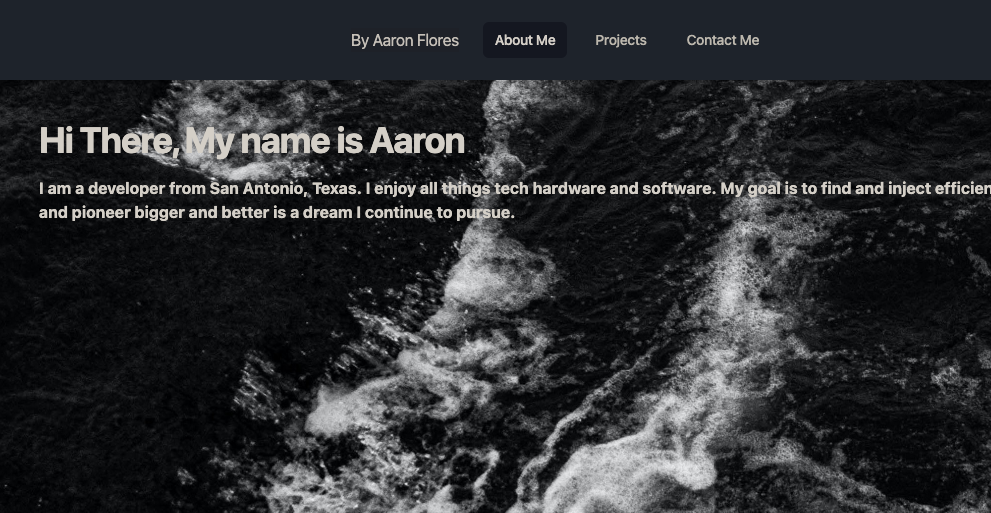 By Aaron Flores
About Me
Projects
Contact Me
Hi There, My name is Aaron
I am a developer from San Antonio, Texas. I enjoy all things tech hardware and software. My goal is to find and inject
and pioneer bigger and better is a dream I continue to pursue.